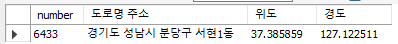 number 도로명 주소 위도 경도
6433 경기도 성남시 분당구 서현1동 37.385859 127.122511